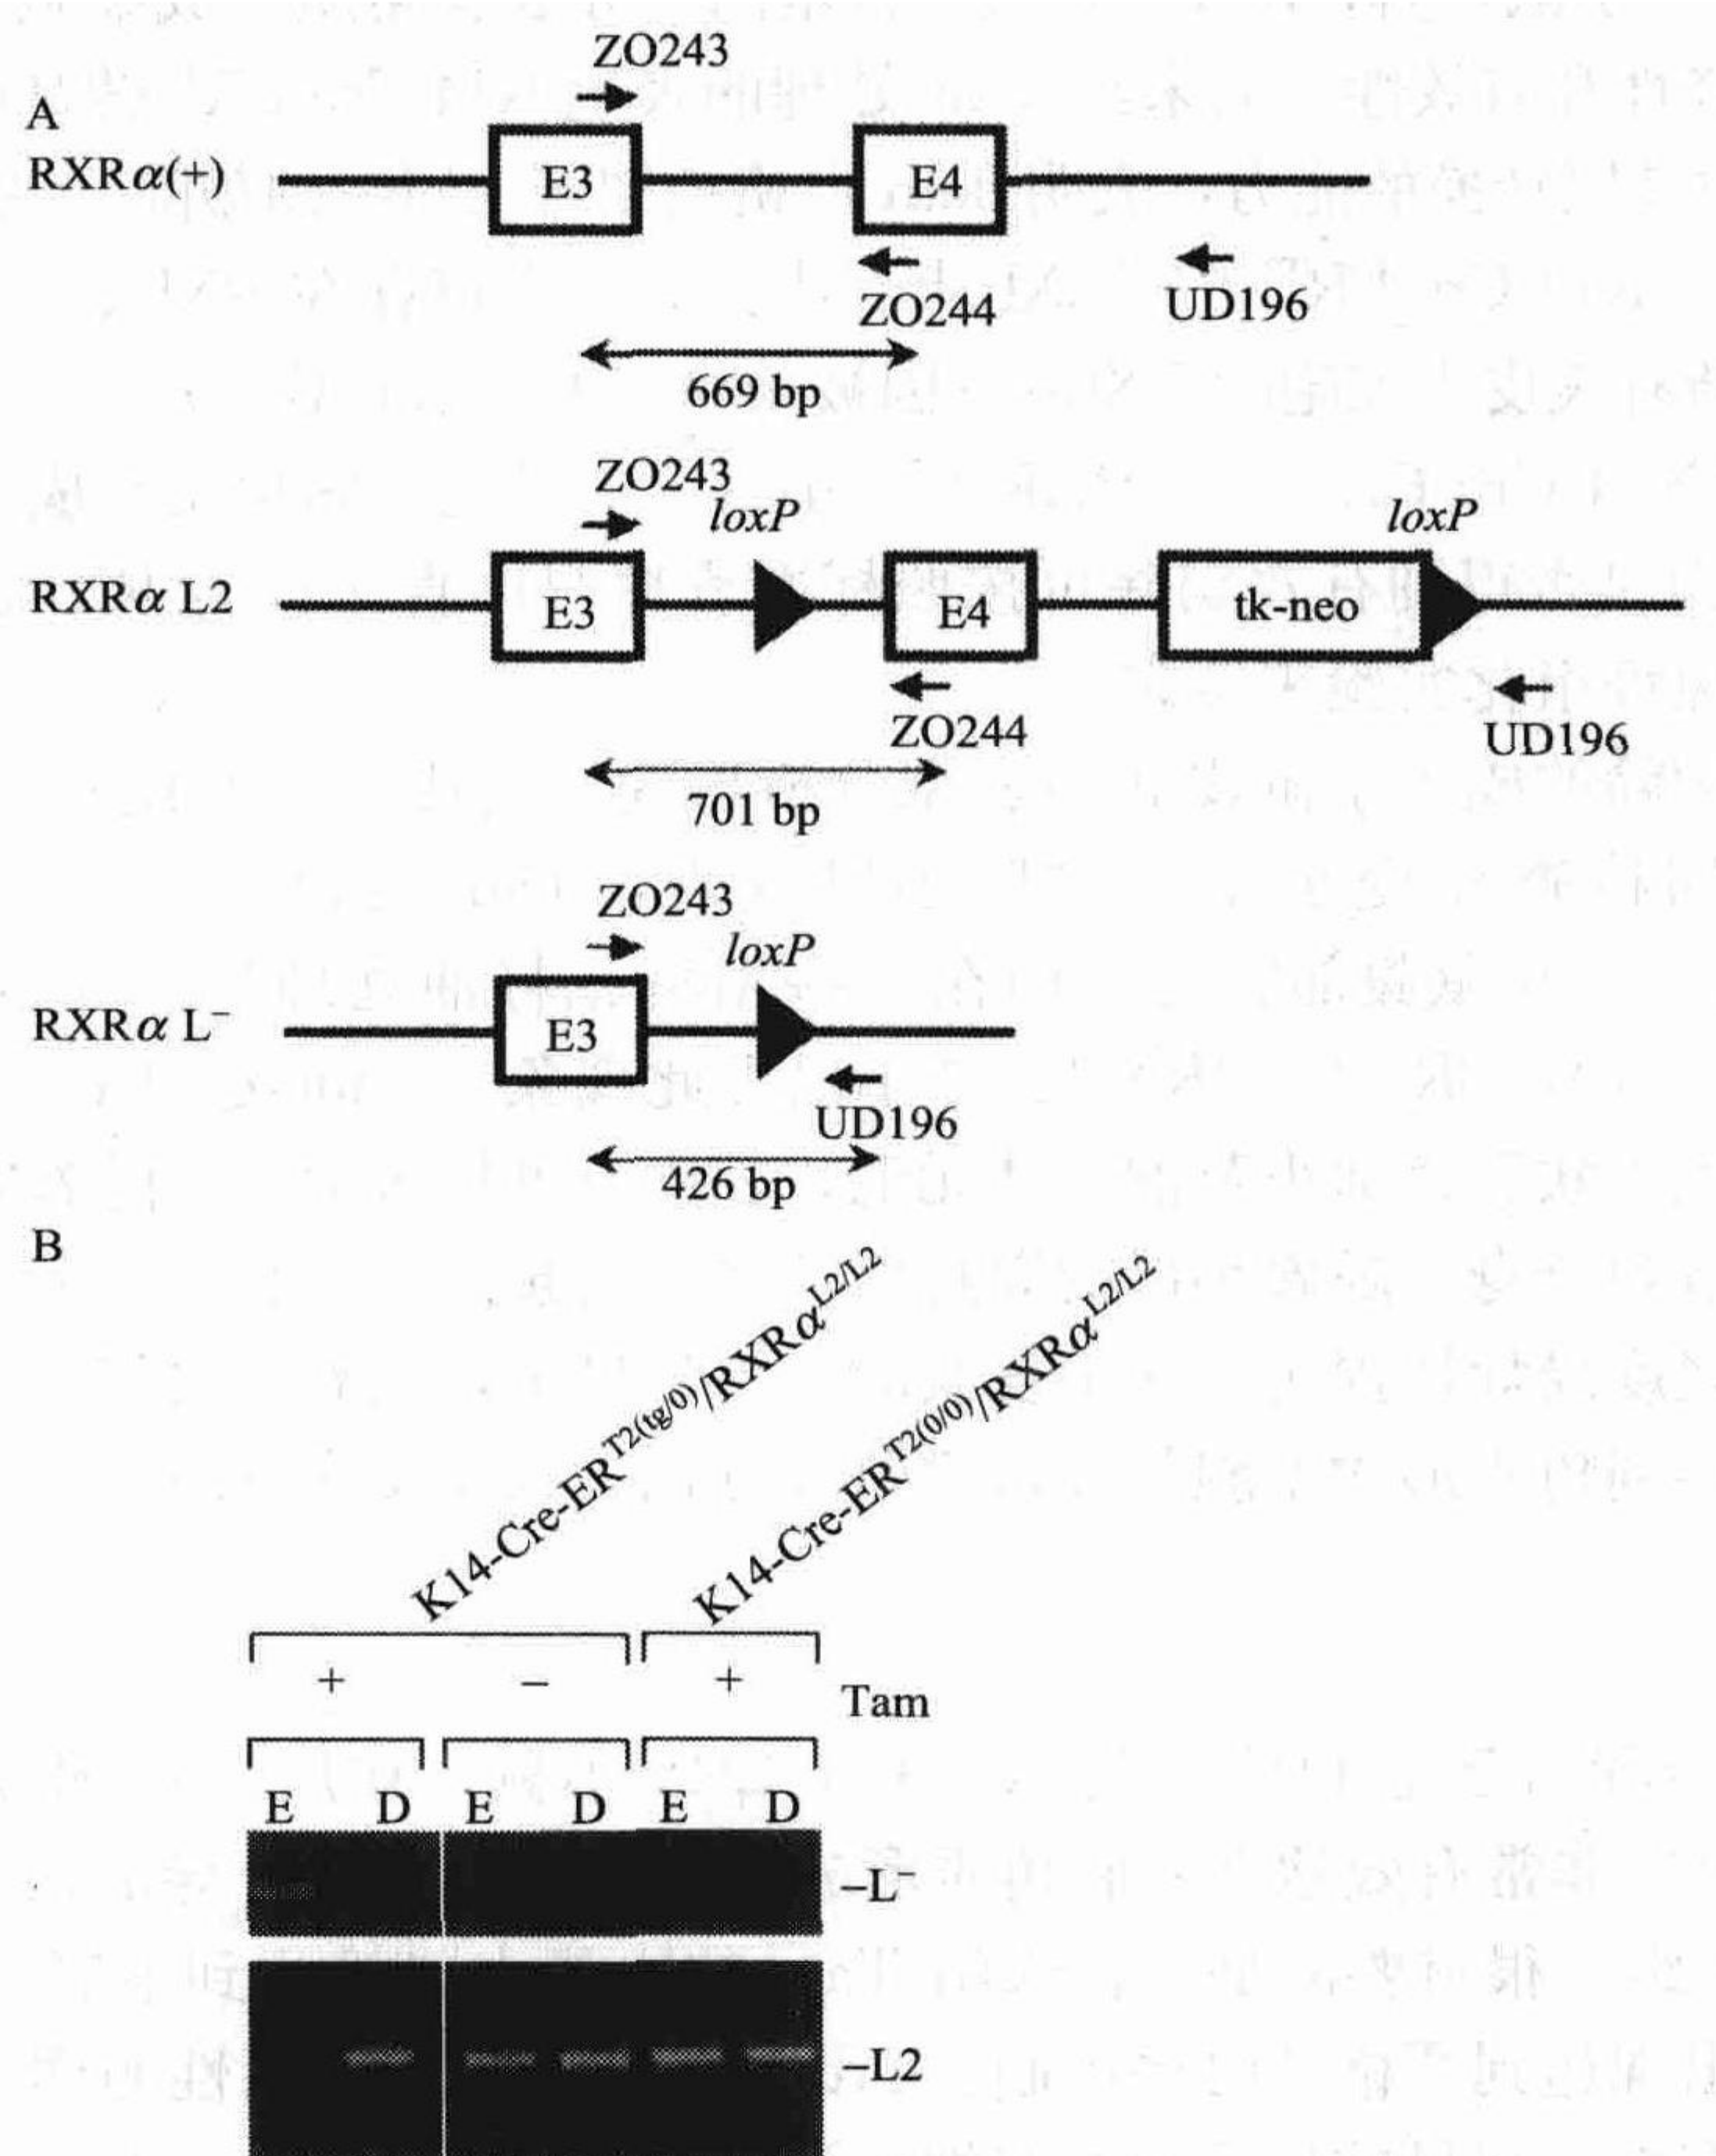 A
ZO243
RXRα(+)
E3
E4
ZO244
UD196
669 bp
ZO243
loxP
loxP
RXRα L2
E3
E4
tk-neo
ZO244
UD196
701 bp
ZO243
loxP
RXRα L⁻
E3
UD196
426 bp
B
K14-Cre-ER^T2(tg/0)/RXRα^L2/L2
K14-Cre-ER^T2(0/0)/RXRα^L2/L2
+ − + Tam
E D E D E D
–L⁻
–L2